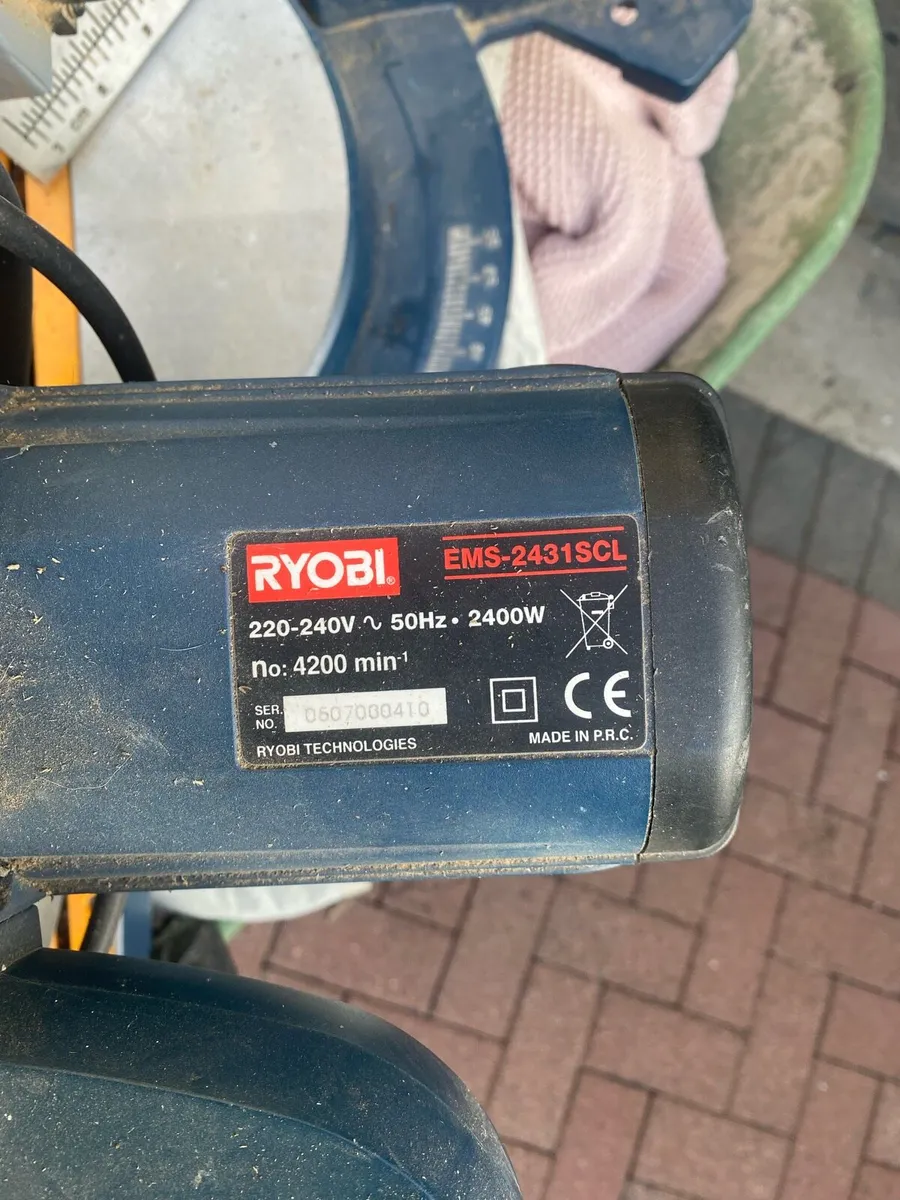 RYOBI®
EMS-2431SCL
220-240V ∿ 50Hz • 2400W
no: 4200 min-1
SER. NO. 0607000410
CE
RYOBI TECHNOLOGIES
MADE IN P.R.C.